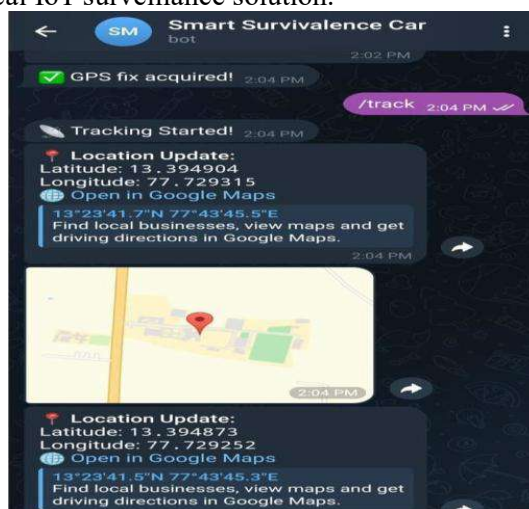 cal IoT surveillance solution.
SM
Smart Survivalence Car
bot
2:02 PM
✅ GPS fix acquired! 2:04 PM
/track 2:04 PM
Tracking Started! 2:04 PM
📍 Location Update:
Latitude: 13.394904
Longitude: 77.729315
🌐 Open in Google Maps
13°23'41.7"N 77°43'45.5"E
Find local businesses, view maps and get
driving directions in Google Maps.
2:04 PM
2:04 PM
📍 Location Update:
Latitude: 13.394873
Longitude: 77.729252
🌐 Open in Google Maps
13°23'41.5"N 77°43'45.3"E
Find local businesses, view maps and get
driving directions in Google Maps.